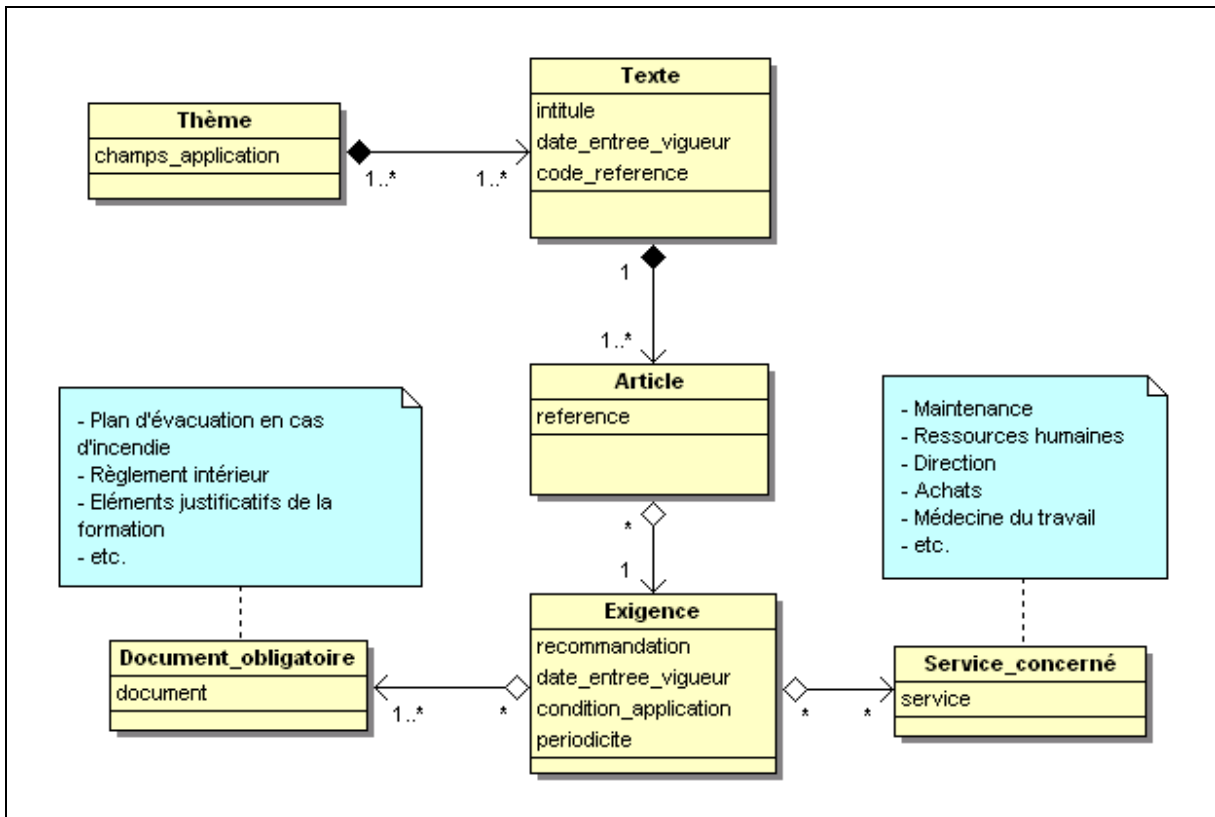 Thème
champs_application
1..*
1..*
Texte
intitule
date_entree_vigueur
code_reference
1
1..*
Article
reference
*
1
- Plan d'évacuation en cas
d'incendie
- Règlement intérieur
- Eléments justificatifs de la
formation
- etc.
- Maintenance
- Ressources humaines
- Direction
- Achats
- Médecine du travail
- etc.
Document_obligatoire
document
1..*
*
Exigence
recommandation
date_entree_vigueur
condition_application
periodicite
*
*
Service_concerné
service